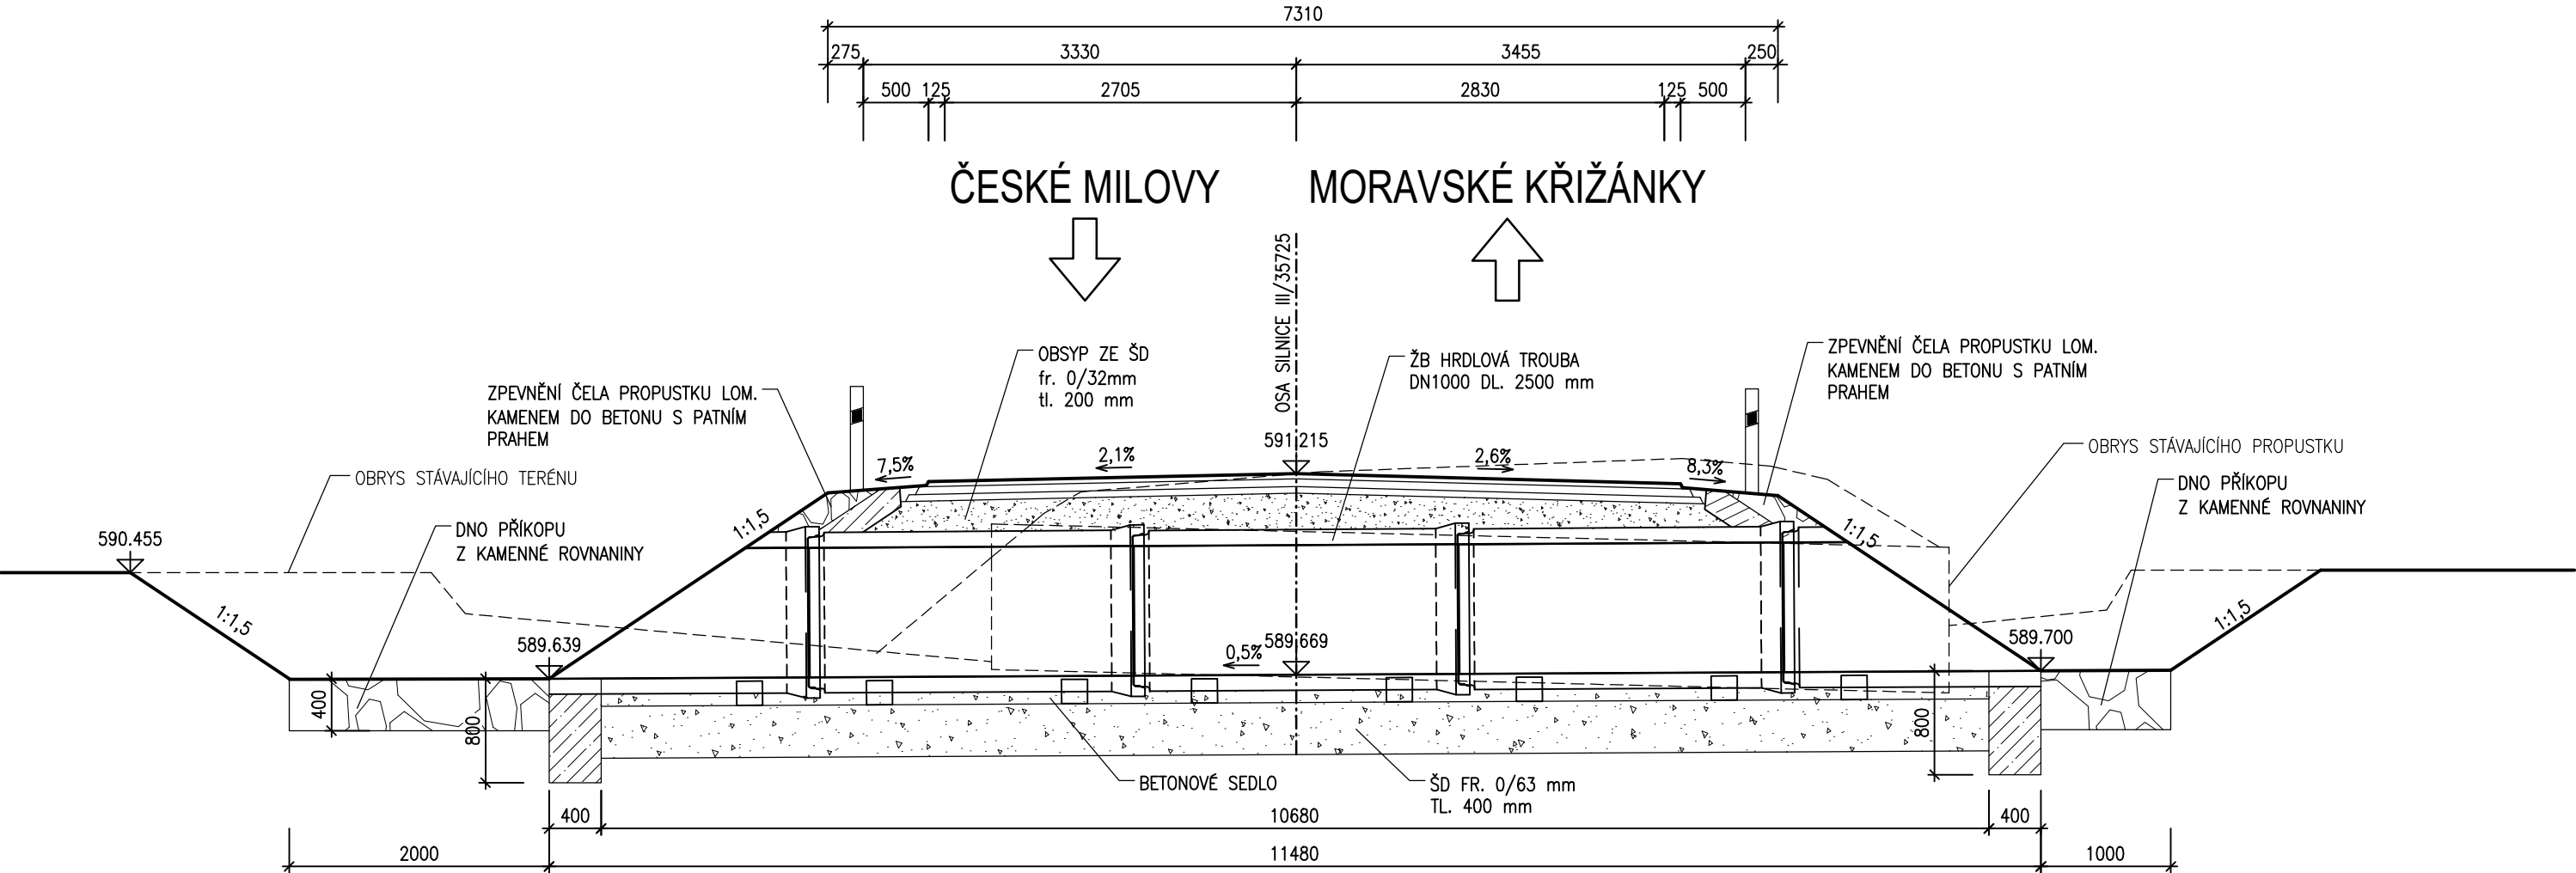 7310
275 3330 3455 250
500 125 2705 2830 125 500
ČESKÉ MILOVY MORAVSKÉ KŘIŽÁNKY
OSA SILNICE III/35725
OBSYP ZE ŠD
fr. 0/32mm
tl. 200 mm
ŽB HRDLOVÁ TROUBA
DN1000 DL. 2500 mm
ZPEVNĚNÍ ČELA PROPUSTKU LOM.
KAMENEM DO BETONU S PATNÍM
PRAHEM
ZPEVNĚNÍ ČELA PROPUSTKU LOM.
KAMENEM DO BETONU S PATNÍM
PRAHEM
OBRYS STÁVAJÍCÍHO TERÉNU
OBRYS STÁVAJÍCÍHO PROPUSTKU
DNO PŘÍKOPU
Z KAMENNÉ ROVNANINY
DNO PŘÍKOPU
Z KAMENNÉ ROVNANINY
591.215
7,5% 2,1% 2,6% 8,3%
590.455
1:1,5
1:1,5
1:1,5
1:1,5
589.639
0,5%
589.669
589.700
400
800
800
BETONOVÉ SEDLO
ŠD FR. 0/63 mm
TL. 400 mm
400 10680 400
2000 11480 1000